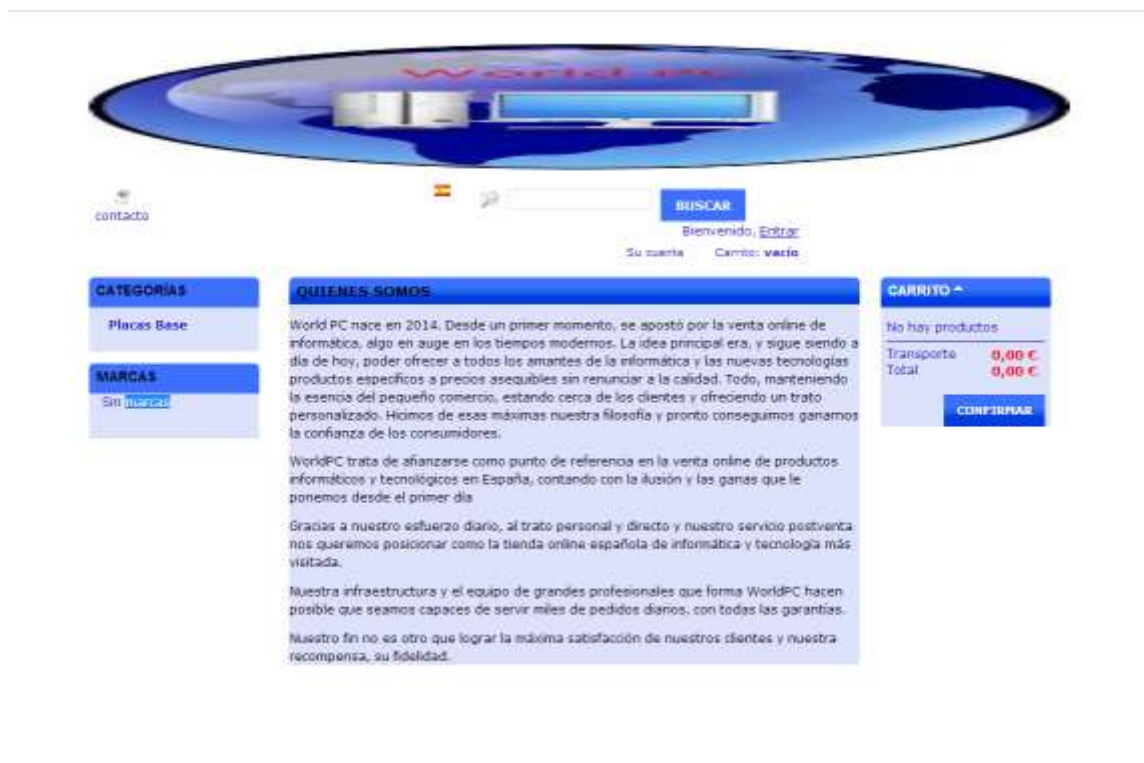 World PC
contacto
BUSCAR
Bienvenido, Entrar
Su cuenta Carrito: vacío
CATEGORÍAS
Placas Base
MARCAS
Sin marcas
QUIENES SOMOS
World PC nace en 2014. Desde un primer momento, se apostó por la venta online de
informática, algo en auge en los tiempos modernos. La idea principal era, y sigue siendo a
día de hoy, poder ofrecer a todos los amantes de la informática y las nuevas tecnologías
productos específicos a precios asequibles sin renunciar a la calidad. Todo, manteniendo
la esencia del pequeño comercio, estando cerca de los clientes y ofreciendo un trato
personalizado. Hicimos de esas máximas nuestra filosofía y pronto conseguimos ganarnos
la confianza de los consumidores.
WorldPC trata de afianzarse como punto de referencia en la venta online de productos
informáticos y tecnológicos en España, contando con la ilusión y las ganas que le
ponemos desde el primer día
Gracias a nuestro esfuerzo diario, al trato personal y directo y nuestro servicio postventa
nos queremos posicionar como la tienda online española de informática y tecnología más
visitada.
Nuestra infraestructura y el equipo de grandes profesionales que forma WorldPC hacen
posible que seamos capaces de servir miles de pedidos diarios, con todas las garantías.
Nuestro fin no es otro que lograr la máxima satisfacción de nuestros clientes y nuestra
recompensa, su fidelidad.
CARRITO
No hay productos
Transporte 0,00 €
Total 0,00 €
CONFIRMAR